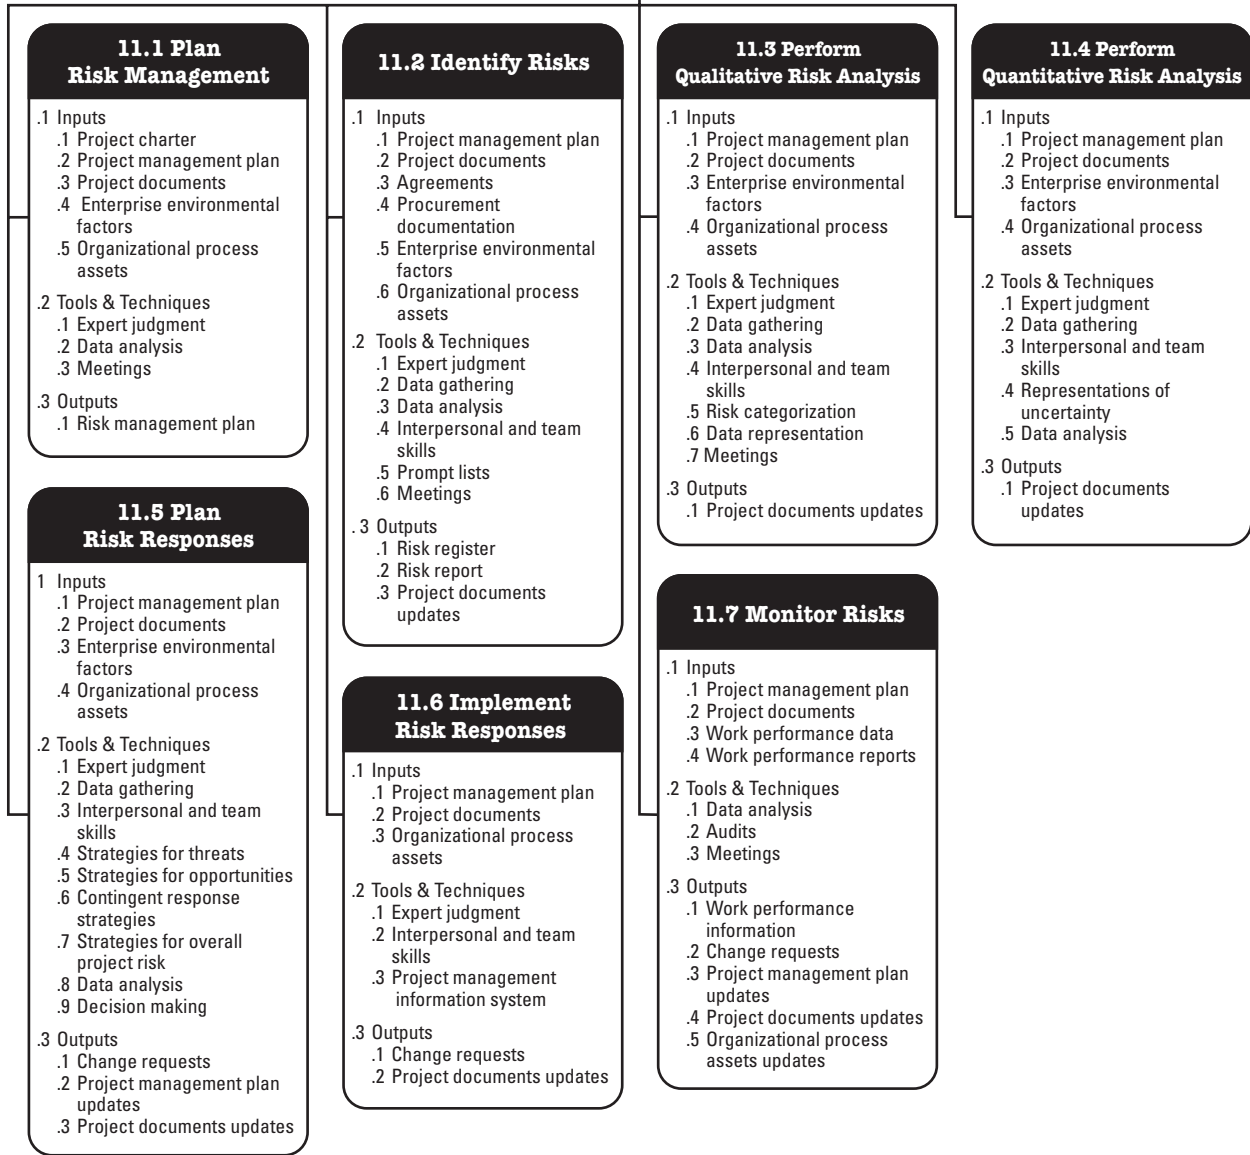 11.1 Plan
Risk Management
.1 Inputs
.1 Project charter
.2 Project management plan
.3 Project documents
.4 Enterprise environmental
factors
.5 Organizational process
assets
.2 Tools & Techniques
.1 Expert judgment
.2 Data analysis
.3 Meetings
.3 Outputs
.1 Risk management plan
11.2 Identify Risks
.1 Inputs
.1 Project management plan
.2 Project documents
.3 Agreements
.4 Procurement
documentation
.5 Enterprise environmental
factors
.6 Organizational process
assets
.2 Tools & Techniques
.1 Expert judgment
.2 Data gathering
.3 Data analysis
.4 Interpersonal and team
skills
.5 Prompt lists
.6 Meetings
. 3 Outputs
.1 Risk register
.2 Risk report
.3 Project documents
updates
11.3 Perform
Qualitative Risk Analysis
.1 Inputs
.1 Project management plan
.2 Project documents
.3 Enterprise environmental
factors
.4 Organizational process
assets
.2 Tools & Techniques
.1 Expert judgment
.2 Data gathering
.3 Data analysis
.4 Interpersonal and team
skills
.5 Risk categorization
.6 Data representation
.7 Meetings
.3 Outputs
.1 Project documents updates
11.4 Perform
Quantitative Risk Analysis
.1 Inputs
.1 Project management plan
.2 Project documents
.3 Enterprise environmental
factors
.4 Organizational process
assets
.2 Tools & Techniques
.1 Expert judgment
.2 Data gathering
.3 Interpersonal and team
skills
.4 Representations of
uncertainty
.5 Data analysis
.3 Outputs
.1 Project documents
updates
11.5 Plan
Risk Responses
1 Inputs
.1 Project management plan
.2 Project documents
.3 Enterprise environmental
factors
.4 Organizational process
assets
.2 Tools & Techniques
.1 Expert judgment
.2 Data gathering
.3 Interpersonal and team
skills
.4 Strategies for threats
.5 Strategies for opportunities
.6 Contingent response
strategies
.7 Strategies for overall
project risk
.8 Data analysis
.9 Decision making
.3 Outputs
.1 Change requests
.2 Project management plan
updates
.3 Project documents updates
11.6 Implement
Risk Responses
.1 Inputs
.1 Project management plan
.2 Project documents
.3 Organizational process
assets
.2 Tools & Techniques
.1 Expert judgment
.2 Interpersonal and team
skills
.3 Project management
information system
.3 Outputs
.1 Change requests
.2 Project documents updates
11.7 Monitor Risks
.1 Inputs
.1 Project management plan
.2 Project documents
.3 Work performance data
.4 Work performance reports
.2 Tools & Techniques
.1 Data analysis
.2 Audits
.3 Meetings
.3 Outputs
.1 Work performance
information
.2 Change requests
.3 Project management plan
updates
.4 Project documents updates
.5 Organizational process
assets updates